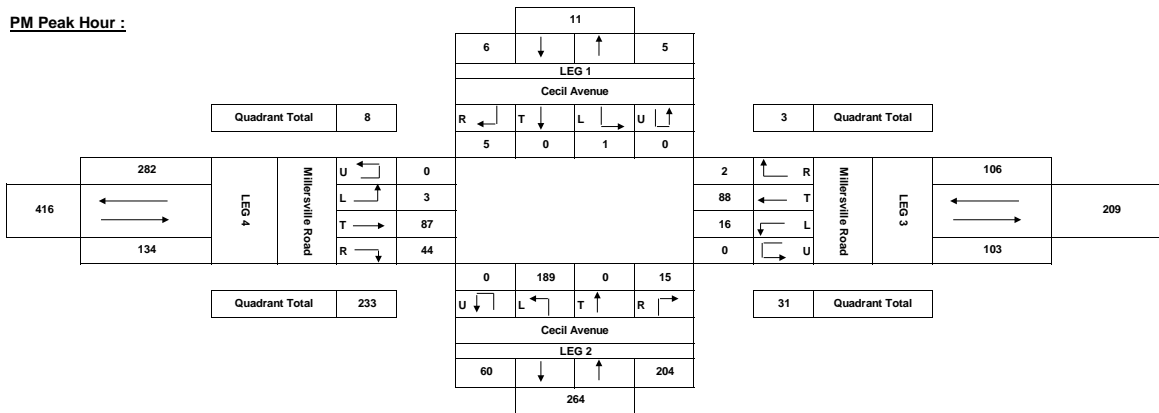 PM Peak Hour :
11
6 5
LEG 1
Cecil Avenue
Quadrant Total 8
R T L U
3 Quadrant Total
5 0 1 0
282
U 0
2 R
106
416
LEG 4
Millersville Road
L 3
88 T
Millersville Road
LEG 3
209
T 87
16 L
134
R 44
0 U
103
0 189 0 15
Quadrant Total 233
U L T R
31 Quadrant Total
Cecil Avenue
LEG 2
60 204
264